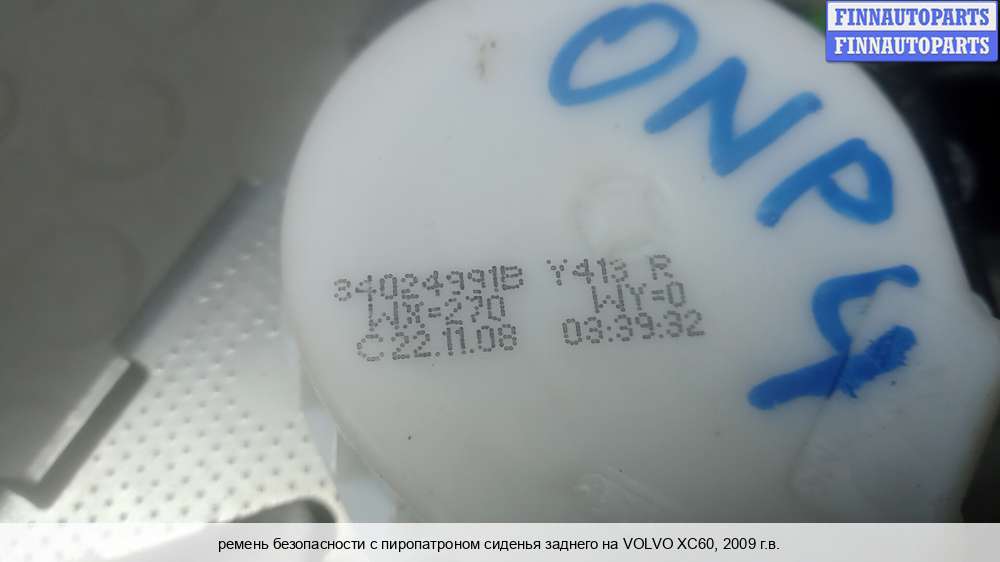 FINNAUTOPARTS
FINNAUTOPARTS
ONP4
34024991B Y413 R
WX=270 WY=0
C 22.11.08 03:39:32
ремень безопасности с пиропатроном сиденья заднего на VOLVO XC60, 2009 г.в.